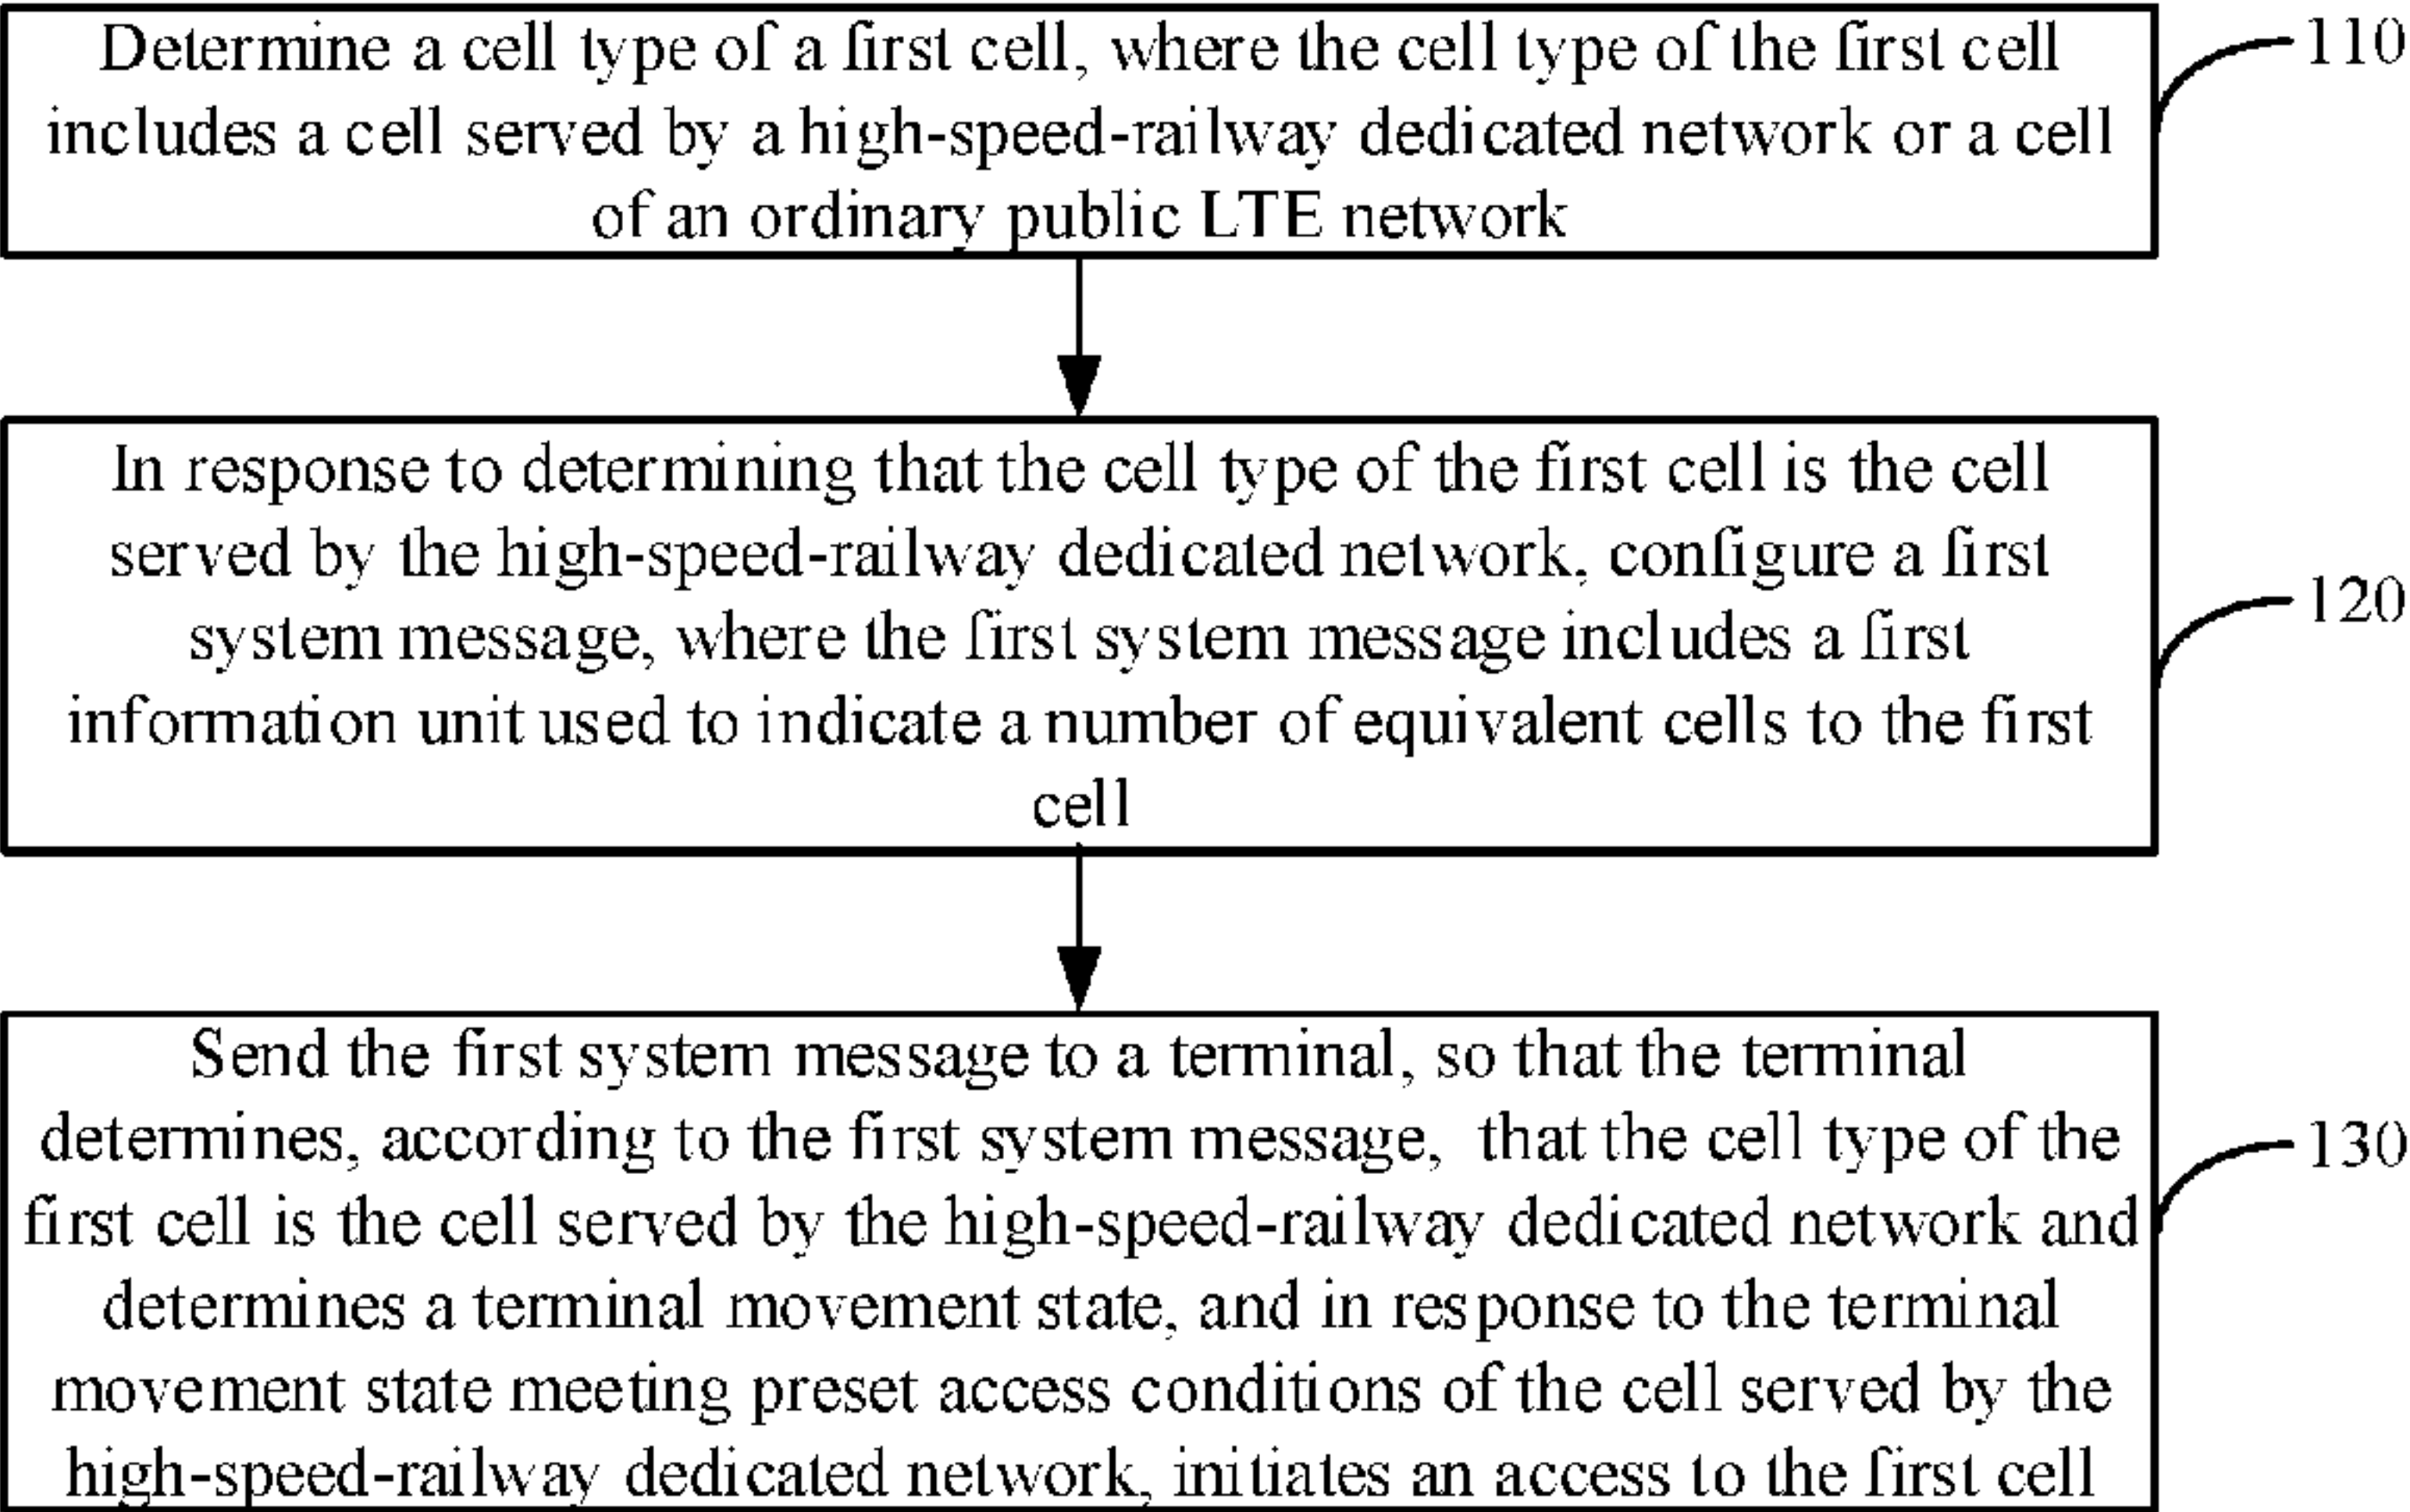 Determine a cell type of a first cell, where the cell type of the first cell
includes a cell served by a high-speed-railway dedicated network or a cell
of an ordinary public LTE network
110
In response to determining that the cell type of the first cell is the cell
served by the high-speed-railway dedicated network, configure a first
system message, where the first system message includes a first
information unit used to indicate a number of equivalent cells to the first
cell
120
Send the first system message to a terminal, so that the terminal
determines, according to the first system message, that the cell type of the
first cell is the cell served by the high-speed-railway dedicated network and
determines a terminal movement state, and in response to the terminal
movement state meeting preset access conditions of the cell served by the
high-speed-railway dedicated network, initiates an access to the first cell
130